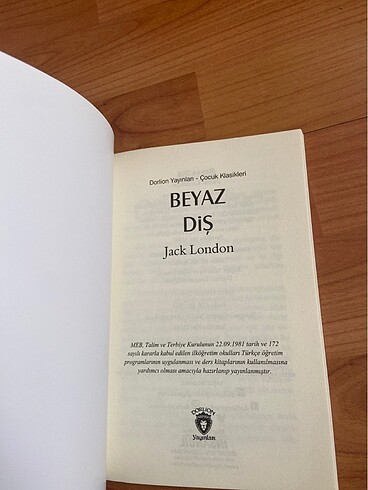 Dorlion Yayınları - Çocuk Klasikleri
BEYAZ
DİŞ
Jack London
MEB, Talim ve Terbiye Kurulunun 22.09.1981 tarih ve 172
sayılı kararla kabul edilen ilköğretim okulları Türkçe öğretim
programlarının uygulanması ve ders kitaplarının kullanılmasına
yardımcı olması amacıyla hazırlanıp yayınlanmıştır.
DORLION
Yayınları